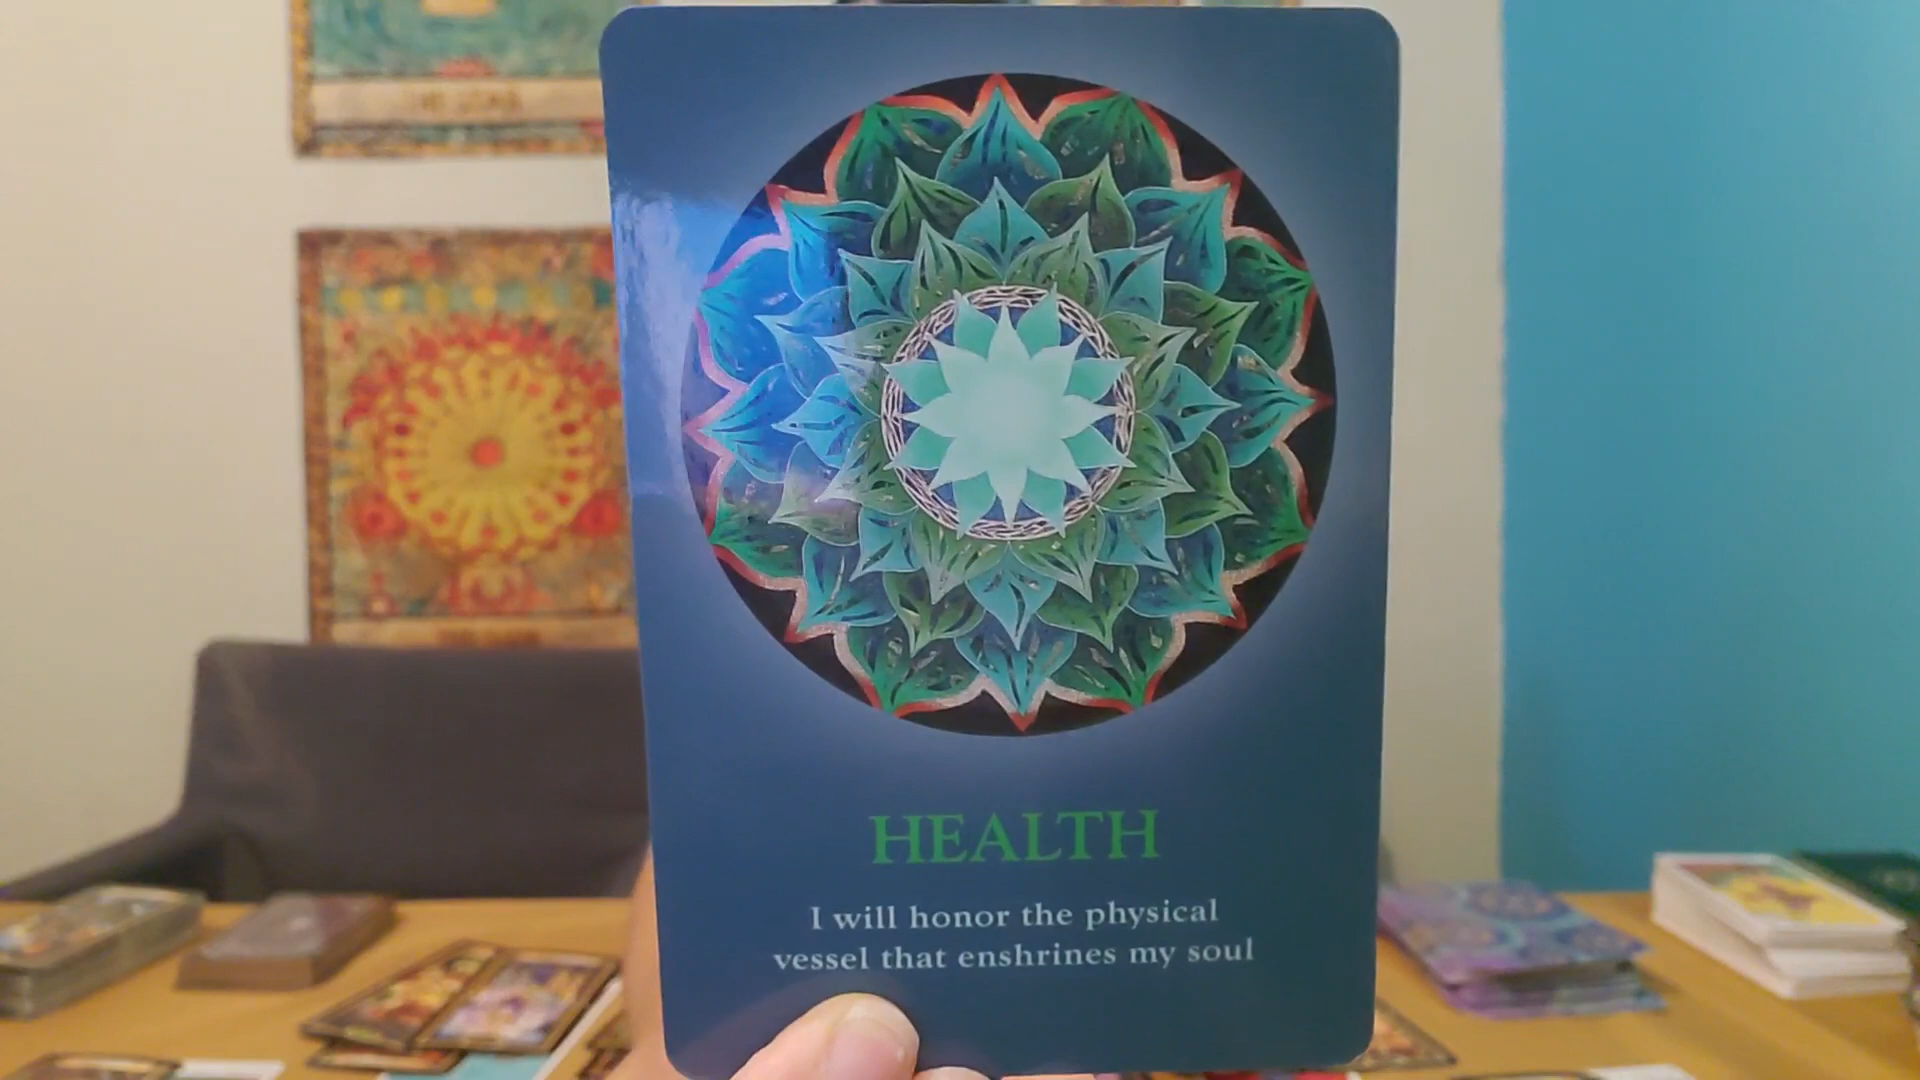 HEALTH
I will honor the physical
vessel that enshrines my soul